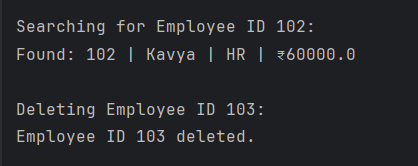 Searching for Employee ID 102:
Found: 102 | Kavya | HR | ₹60000.0
Deleting Employee ID 103:
Employee ID 103 deleted.